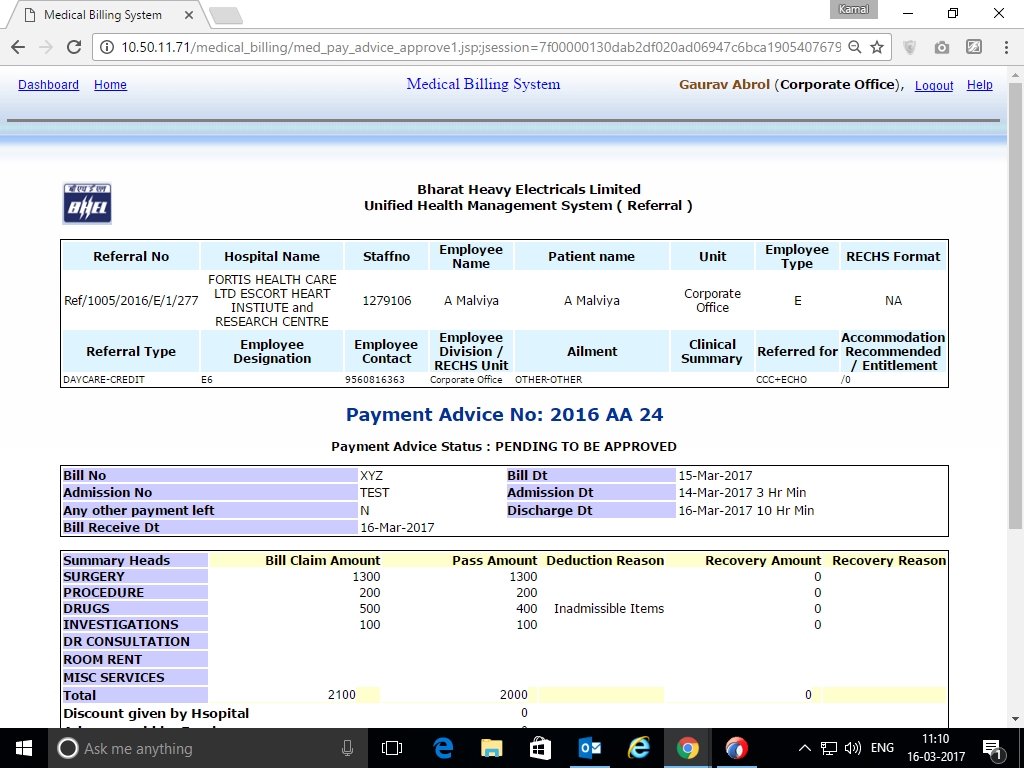 Medical Billing System
Kamal
10.50.11.71/medical_billing/med_pay_advice_approve1.jsp;jsession=7f00000130dab2df020ad06947c6bca1905407679
Dashboard Home Medical Billing System Gaurav Abrol (Corporate Office), Logout Help
बी एच ई एल
BHEL
Bharat Heavy Electricals Limited
Unified Health Management System ( Referral )
Referral No Hospital Name Staffno Employee Name Patient name Unit Employee Type RECHS Format
Ref/1005/2016/E/1/277 FORTIS HEALTH CARE LTD ESCORT HEART INSTIUTE and RESEARCH CENTRE 1279106 A Malviya A Malviya Corporate Office E NA
Referral Type Employee Designation Employee Contact Employee Division / RECHS Unit Ailment Clinical Summary Referred for Accommodation Recommended / Entitlement
DAYCARE-CREDIT E6 9560816363 Corporate Office OTHER-OTHER CCC+ECHO /0
Payment Advice No: 2016 AA 24
Payment Advice Status : PENDING TO BE APPROVED
Bill No XYZ Bill Dt 15-Mar-2017
Admission No TEST Admission Dt 14-Mar-2017 3 Hr Min
Any other payment left N Discharge Dt 16-Mar-2017 10 Hr Min
Bill Receive Dt 16-Mar-2017
Summary Heads Bill Claim Amount Pass Amount Deduction Reason Recovery Amount Recovery Reason
SURGERY 1300 1300 0
PROCEDURE 200 200 0
DRUGS 500 400 Inadmissible Items 0
INVESTIGATIONS 100 100 0
DR CONSULTATION
ROOM RENT
MISC SERVICES
Total 2100 2000 0
Discount given by Hsopital 0
Ask me anything
ENG
11:10
16-03-2017
1